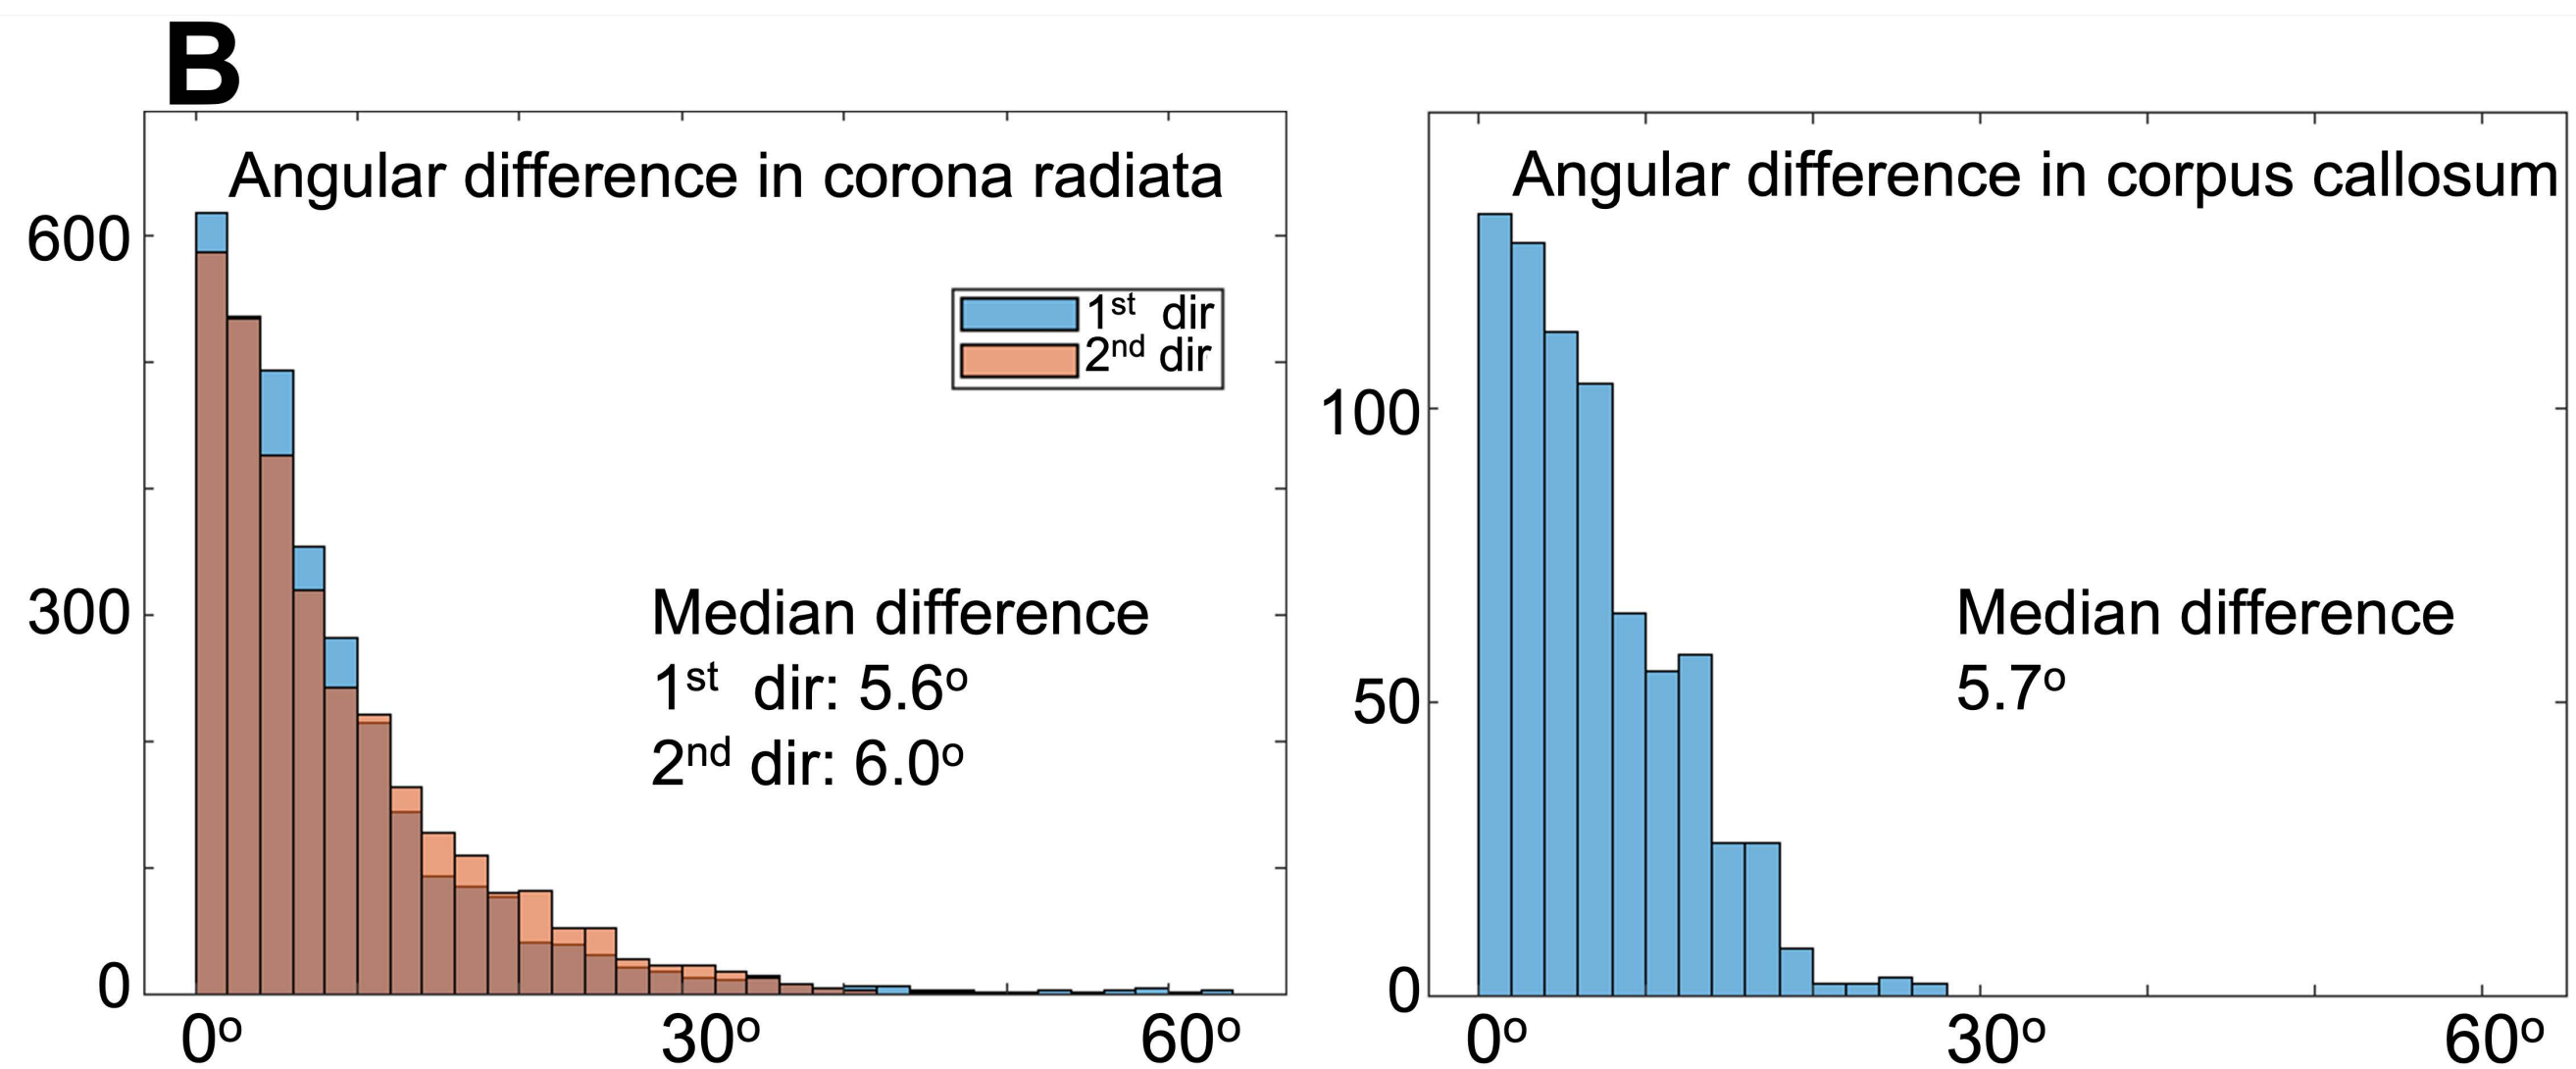 B
Angular difference in corona radiata
600
300
0
1st dir
2nd dir
Median difference
1st dir: 5.6º
2nd dir: 6.0º
0º 30º 60º
Angular difference in corpus callosum
100
50
0
Median difference
5.7º
0º 30º 60º